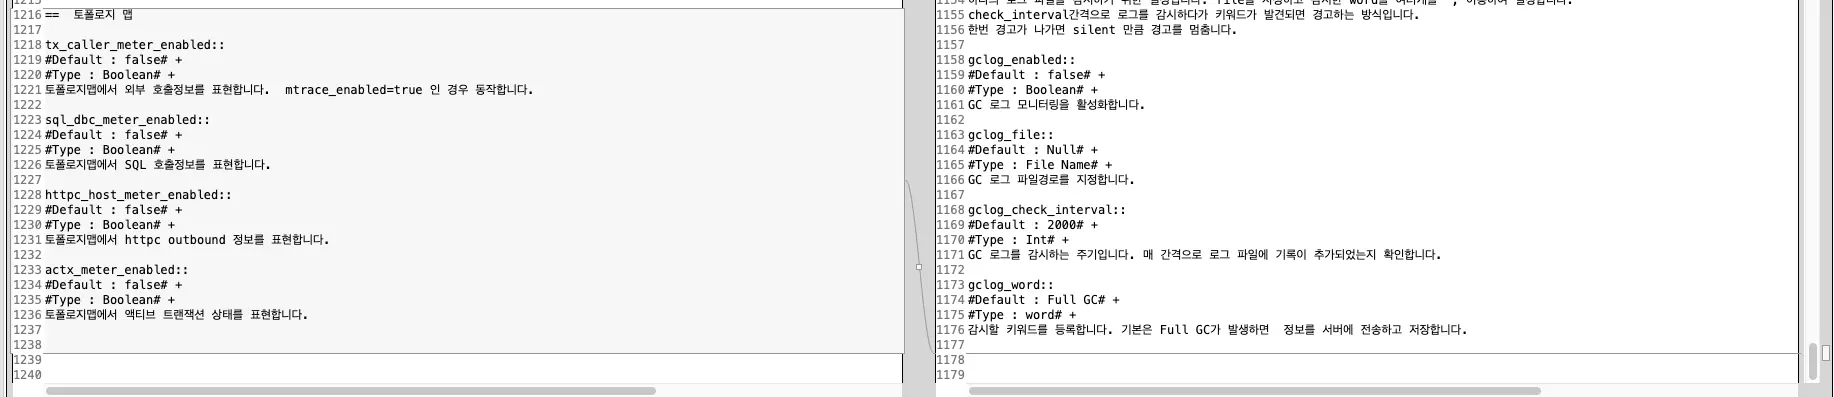 1216 ==  토폴로지 맵
1217
1218 tx_caller_meter_enabled::
1219 #Default : false# +
1220 #Type : Boolean# +
1221 토폴로지맵에서 외부 호출정보를 표현합니다.  mtrace_enabled=true 인 경우 동작합니다.
1222
1223 sql_dbc_meter_enabled::
1224 #Default : false# +
1225 #Type : Boolean# +
1226 토폴로지맵에서 SQL 호출정보를 표현합니다.
1227
1228 httpc_host_meter_enabled::
1229 #Default : false# +
1230 #Type : Boolean# +
1231 토폴로지맵에서 httpc outbound 정보를 표현합니다.
1232
1233 actx_meter_enabled::
1234 #Default : false# +
1235 #Type : Boolean# +
1236 토폴로지맵에서 액티브 트랜잭션 상태를 표현합니다.
1237
1238
1239
1240
1155 check_interval간격으로 로그를 감시하다가 키워드가 발견되면 경고하는 방식입니다.
1156 한번 경고가 나가면 silent 만큼 경고를 멈춥니다.
1157
1158 gclog_enabled::
1159 #Default : false# +
1160 #Type : Boolean# +
1161 GC 로그 모니터링을 활성화합니다.
1162
1163 gclog_file::
1164 #Default : Null# +
1165 #Type : File Name# +
1166 GC 로그 파일경로를 지정합니다.
1167
1168 gclog_check_interval::
1169 #Default : 2000# +
1170 #Type : Int# +
1171 GC 로그를 감시하는 주기입니다. 매 간격으로 로그 파일에 기록이 추가되었는지 확인합니다.
1172
1173 gclog_word::
1174 #Default : Full GC# +
1175 #Type : word# +
1176 감시할 키워드를 등록합니다. 기본은 Full GC가 발생하면  정보를 서버에 전송하고 저장합니다.
1177
1178
1179